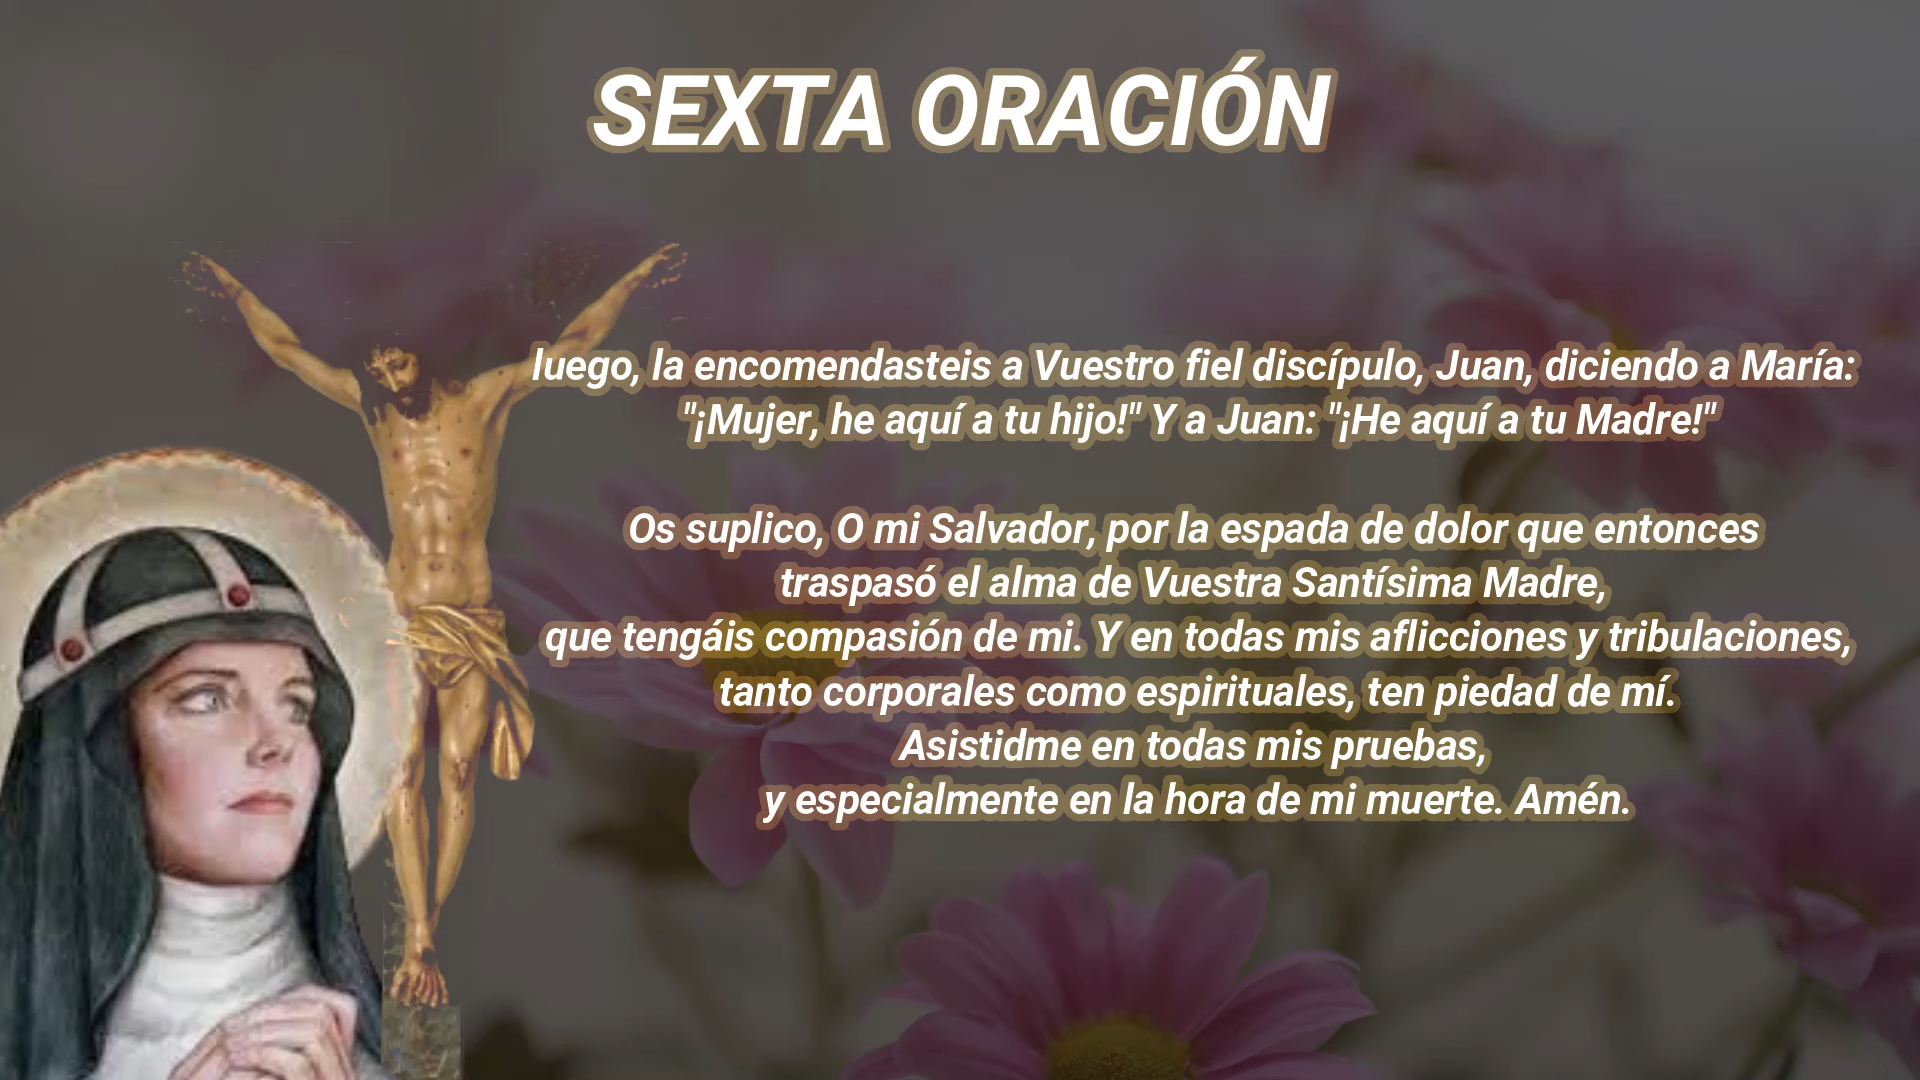 SEXTA ORACIÓN
luego, la encomendasteis a Vuestro fiel discípulo, Juan, diciendo a María:
"¡Mujer, he aquí a tu hijo!" Y a Juan: "¡He aquí a tu Madre!"
Os suplico, O mi Salvador, por la espada de dolor que entonces
traspasó el alma de Vuestra Santísima Madre,
que tengáis compasión de mi. Y en todas mis aflicciones y tribulaciones,
tanto corporales como espirituales, ten piedad de mí.
Asistidme en todas mis pruebas,
y especialmente en la hora de mi muerte. Amén.